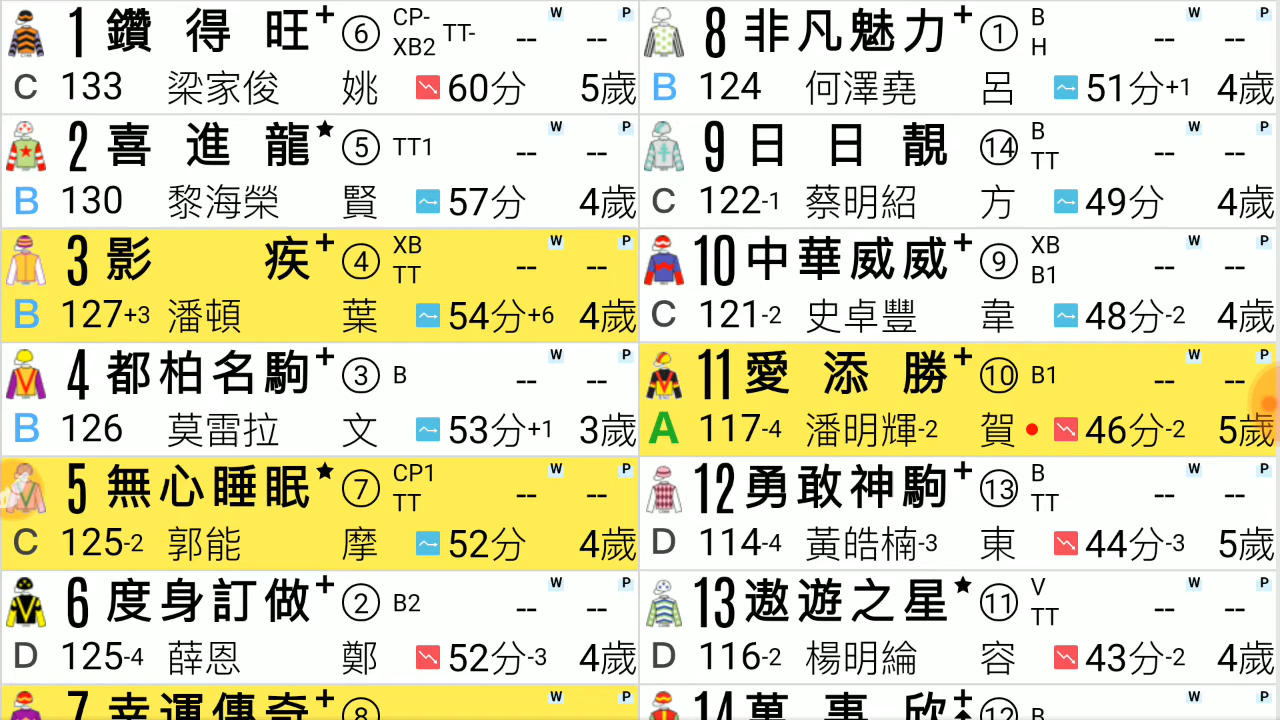 1 鑽得旺+ ⑥ CP- XB2 TT- W -- P --
C 133 梁家俊 姚 60分 5歲
2 喜進龍★ ⑤ TT1 W -- P --
B 130 黎海榮 賢 57分 4歲
3 影疾+ ④ XB TT W -- P --
B 127+3 潘頓 葉 54分+6 4歲
4 都柏名駒+ ③ B W -- P --
B 126 莫雷拉 文 53分+1 3歲
5 無心睡眠★ ⑦ CP1 TT W -- P --
C 125-2 郭能 摩 52分 4歲
6 度身訂做+ ② B2 W -- P --
D 125-4 薛恩 鄭 52分-3 4歲
7 幸運傳奇+ ⑧ W P
8 非凡魅力+ ① B H W -- P --
B 124 何澤堯 呂 51分+1 4歲
9 日日靚 ⑭ B TT W -- P --
C 122-1 蔡明紹 方 49分 4歲
10 中華威威+ ⑨ XB B1 W -- P --
C 121-2 史卓豐 韋 48分-2 4歲
11 愛添勝+ ⑩ B1 W -- P --
A 117-4 潘明輝-2 賀 46分-2 5歲
12 勇敢神駒+ ⑬ B TT W -- P --
D 114-4 黃皓楠-3 東 44分-3 5歲
13 遨遊之星★ ⑪ V TT W -- P --
D 116-2 楊明綸 容 43分-2 4歲
14 萬事欣+ ⑫ B W P